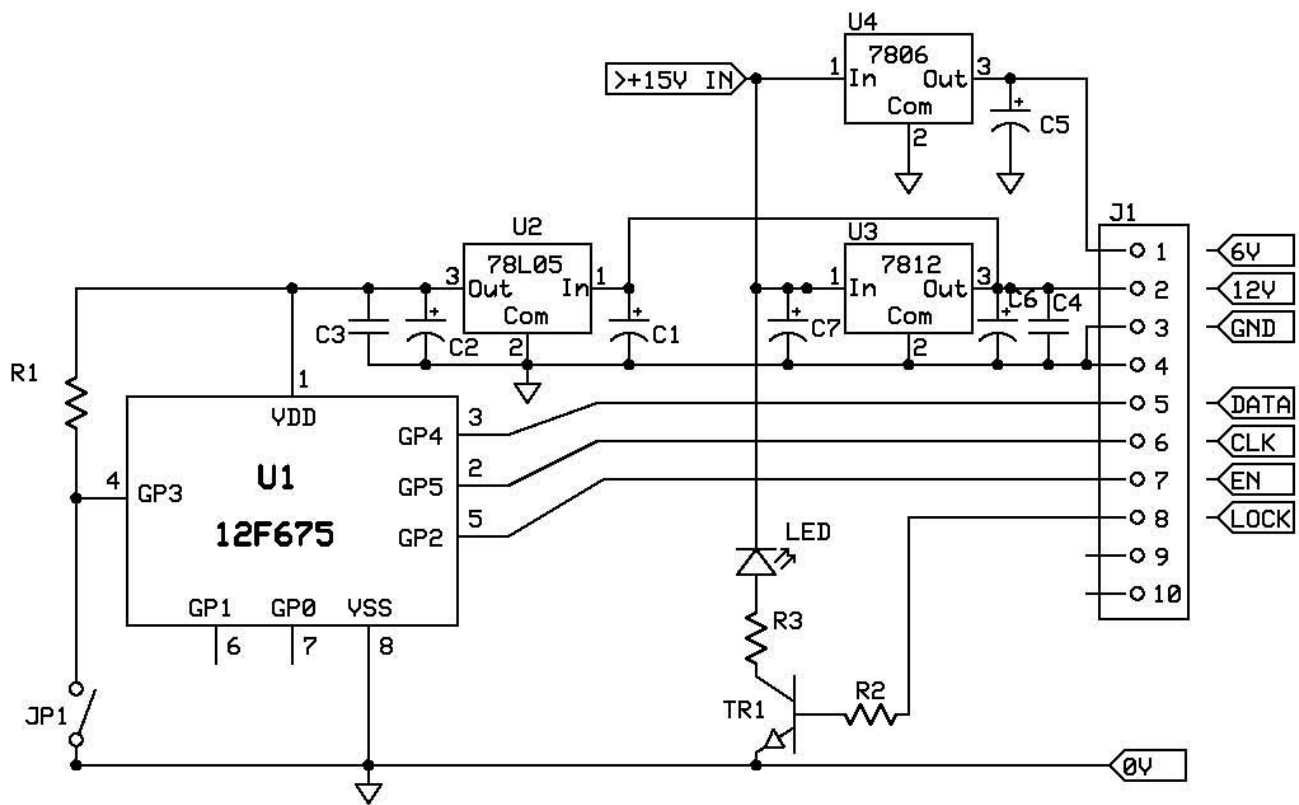 U4
7806
>+15V IN
1
In
Out
3
Com
2
+
C5
J1
U2
78L05
3
Out
In
1
Com
2
U3
7812
1
In
Out
3
Com
2
C3
+
C2
+
C1
+
C7
+
C6
C4
1
6V
2
12V
3
GND
4
5
DATA
6
CLK
7
EN
8
LOCK
9
10
R1
1
VDD
3
GP4
4
GP3
U1
2
GP5
12F675
5
GP2
GP1
GP0
VSS
6
7
8
LED
R3
R2
TR1
JP1
0V